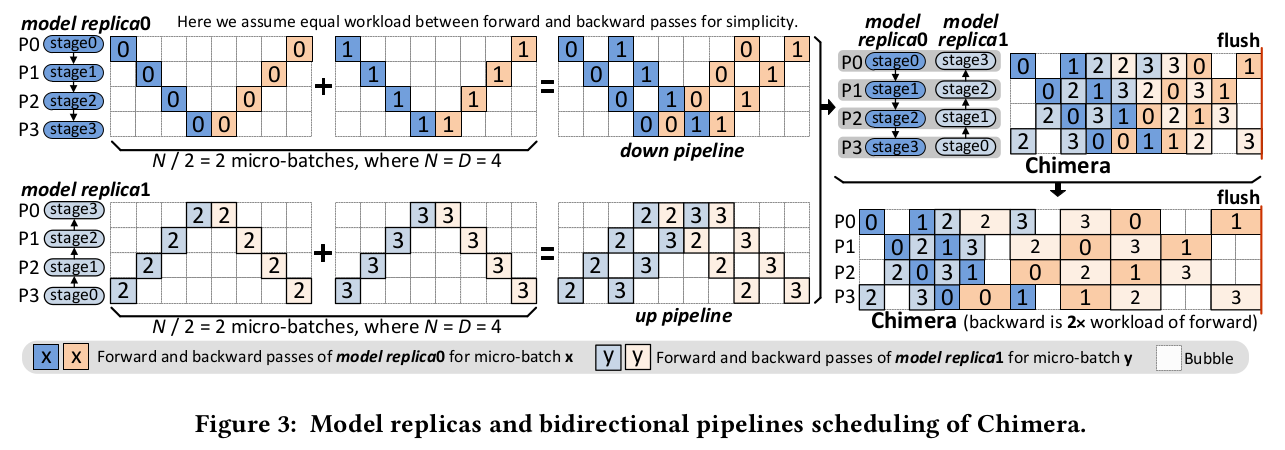 model replica0
Here we assume equal workload between forward and backward passes for simplicity.
P0 stage0
P1 stage1
P2 stage2
P3 stage3
0 0
0 0
0 0
0 0
+
1 1
1 1
1 1
1 1
=
0 1 0 1
0 1 0 1
0 1 0 1
0 0 1 1
down pipeline
N / 2 = 2 micro-batches, where N = D = 4
model replica1
P0 stage3
P1 stage2
P2 stage1
P3 stage0
2 2
2 2
2 2
2 2
+
3 3
3 3
3 3
3 3
=
2 2 3 3
2 3 2 3
2 3 2 3
2 3 2 3
up pipeline
N / 2 = 2 micro-batches, where N = D = 4
model replica0
model replica1
P0 stage0 stage3
P1 stage1 stage2
P2 stage2 stage1
P3 stage3 stage0
flush
0 1 2 2 3 3 0 1
0 2 1 3 2 0 3 1
2 0 3 1 0 2 1 3
2 3 0 0 1 1 2 3
Chimera
flush
P0 0 1 2 2 3 3 0 1
P1 0 2 1 3 2 0 3 1
P2 2 0 3 1 0 2 1 3
P3 2 3 0 0 1 1 2 3
Chimera (backward is 2× workload of forward)
x x Forward and backward passes of model replica0 for micro-batch x
y y Forward and backward passes of model replica1 for micro-batch y
Bubble
Figure 3: Model replicas and bidirectional pipelines scheduling of Chimera.